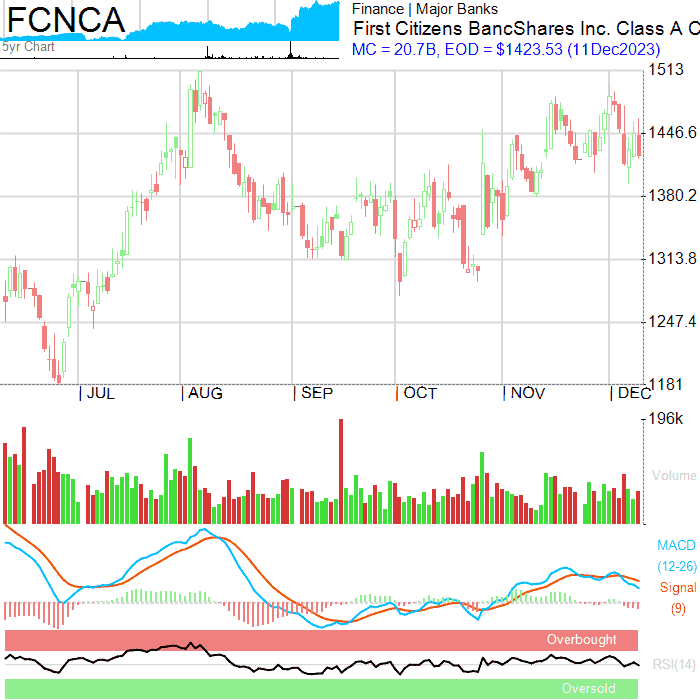 FCNCA
5yr Chart
Finance | Major Banks
First Citizens BancShares Inc. Class A C
MC = 20.7B, EOD = $1423.53 (11Dec2023)
1513
1446.6
1380.2
1313.8
1247.4
1181
| JUL | AUG | SEP | OCT | NOV | DEC
196k
Volume
MACD
(12-26)
Signal
(9)
Overbought
RSI(14)
Oversold